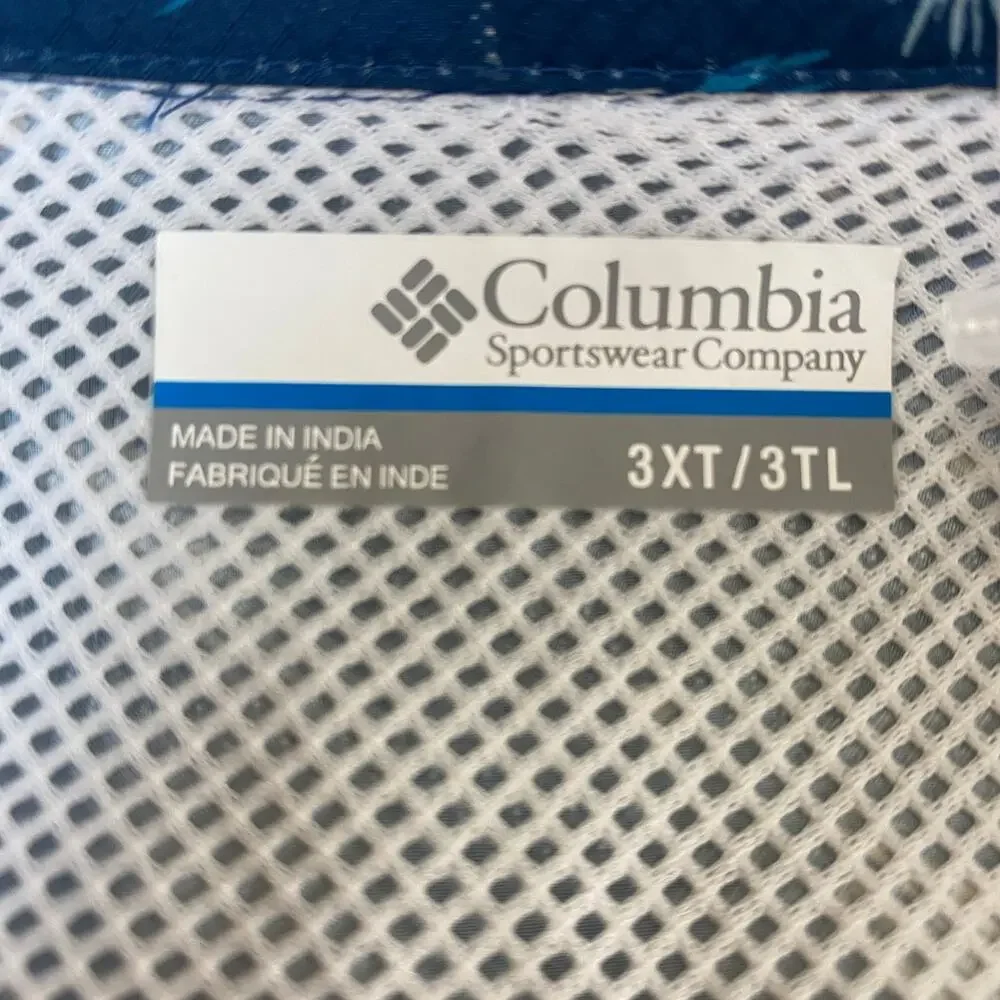 Columbia
Sportswear Company
MADE IN INDIA
FABRIQUÉ EN INDE
3XT/3TL